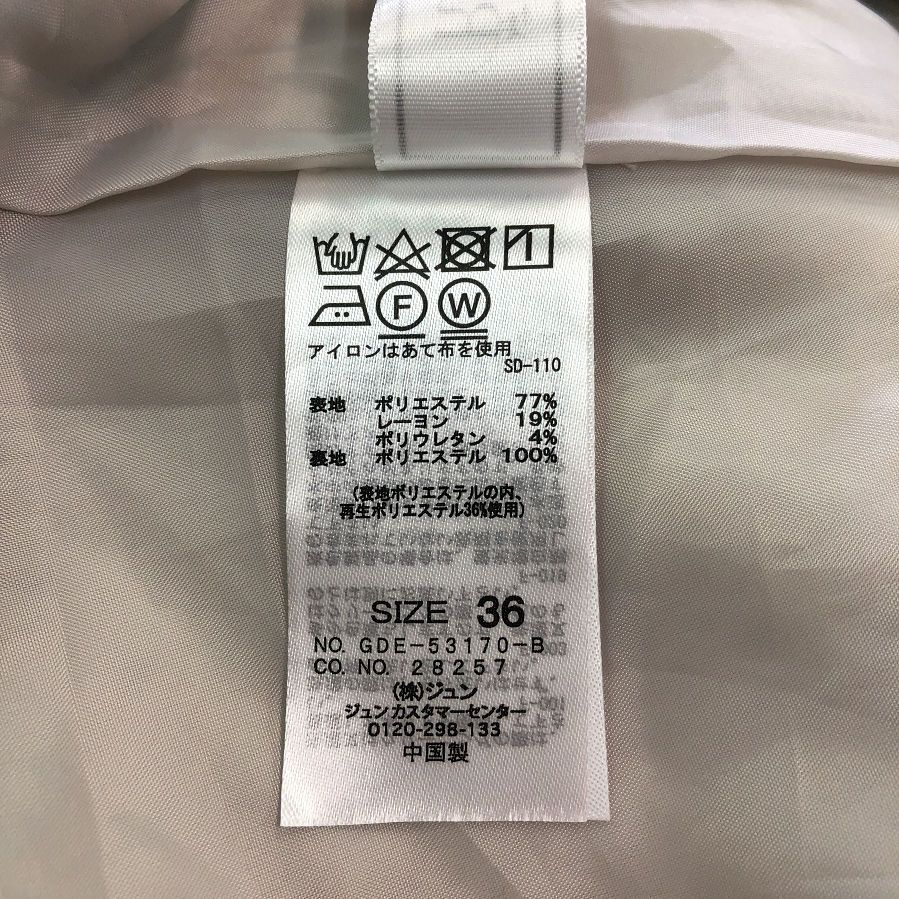 F
W
アイロンはあて布を使用
SD-110
表地 ポリエステル 77%
レーヨン 19%
ポリウレタン 4%
裏地 ポリエステル 100%
(表地ポリエステルの内、
再生ポリエステル36%使用)
SIZE 36
NO. GDE-53170-B
CO. NO. 28257
(株)ジュン
ジュンカスタマーセンター
0120-298-133
中国製